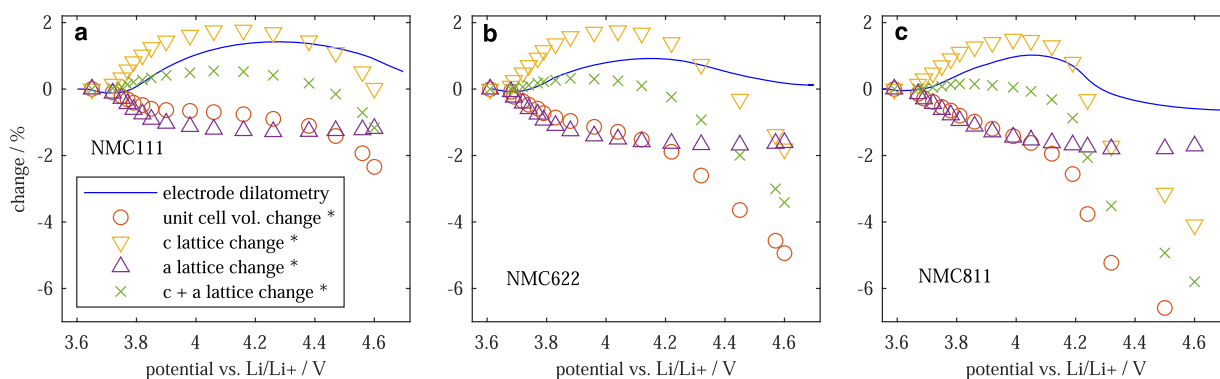 a
b
c
change / %
2
0
-2
-4
-6
NMC111
electrode dilatometry
unit cell vol. change *
c lattice change *
a lattice change *
c + a lattice change *
3.6 3.8 4 4.2 4.4 4.6
potential vs. Li/Li+ / V
2
0
-2
-4
-6
NMC622
3.6 3.8 4 4.2 4.4 4.6
potential vs. Li/Li+ / V
2
0
-2
-4
-6
NMC811
3.6 3.8 4 4.2 4.4 4.6
potential vs. Li/Li+ / V